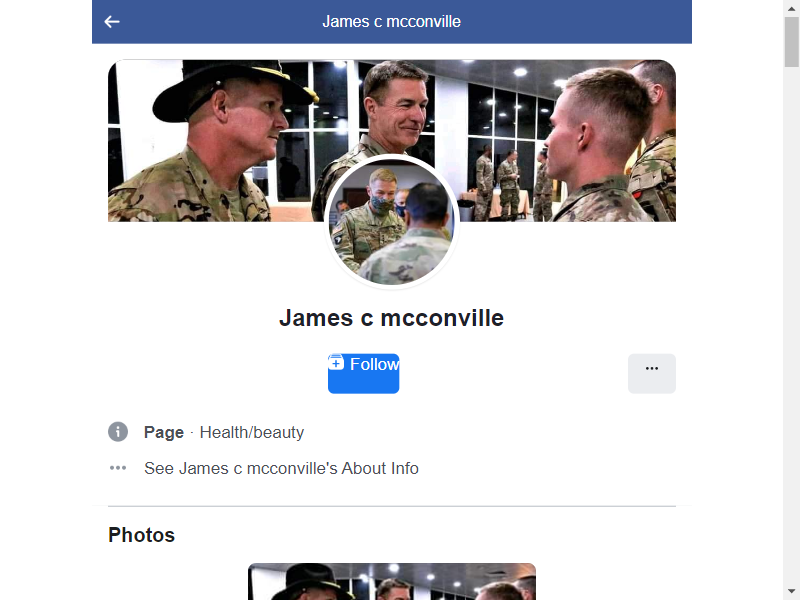 James c mcconville
James c mcconville
Follow
Page · Health/beauty
See James c mcconville's About Info
Photos